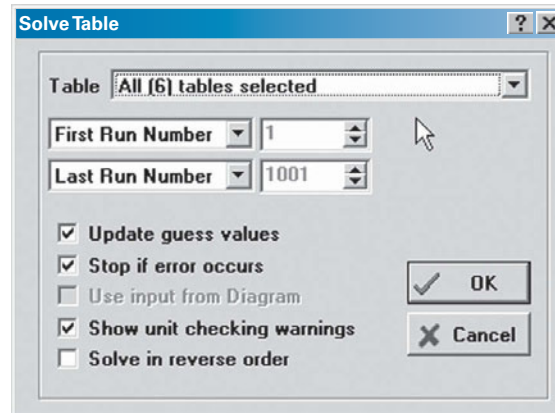 Solve Table
Table All (6) tables selected
First Run Number 1
Last Run Number 1001
Update guess values
Stop if error occurs
Use input from Diagram
Show unit checking warnings
Solve in reverse order
OK
Cancel